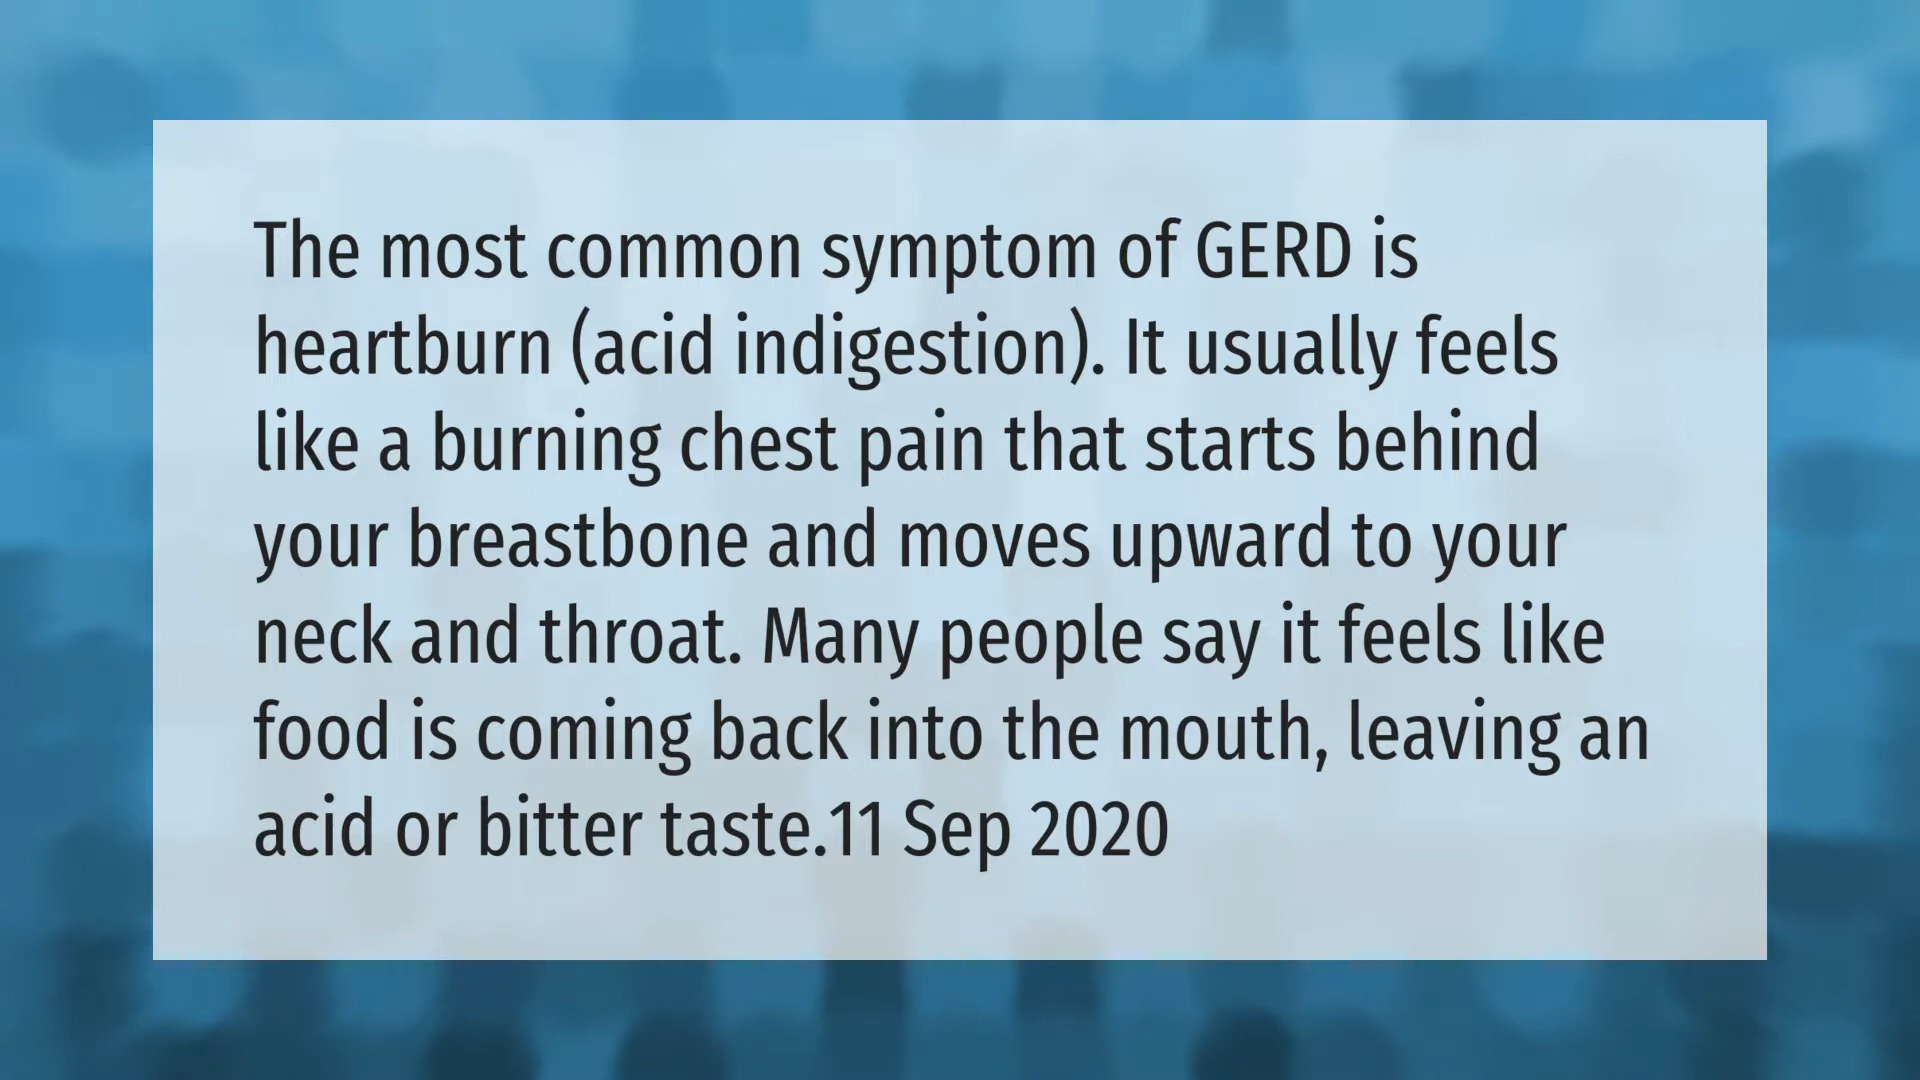 The most common symptom of GERD is
heartburn (acid indigestion). It usually feels
like a burning chest pain that starts behind
your breastbone and moves upward to your
neck and throat. Many people say it feels like
food is coming back into the mouth, leaving an
acid or bitter taste.11 Sep 2020